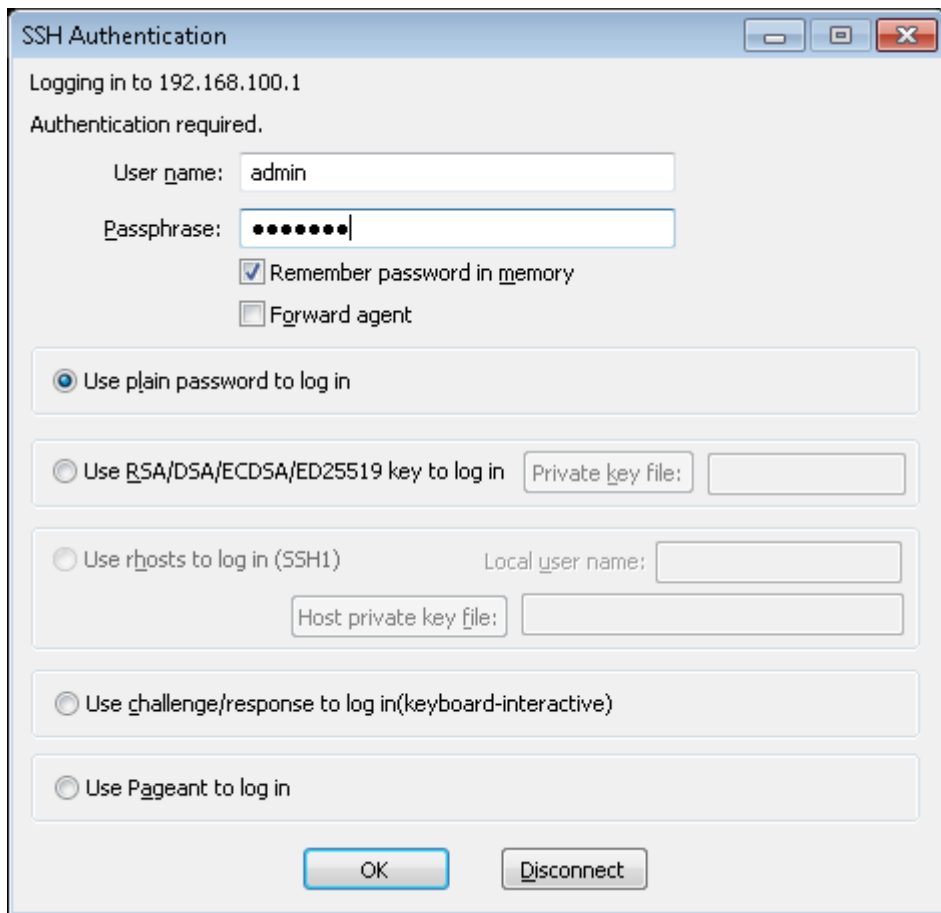 SSH Authentication
Logging in to 192.168.100.1
Authentication required.
User name: admin
Passphrase: •••••••
Remember password in memory
Forward agent
Use plain password to log in
Use RSA/DSA/ECDSA/ED25519 key to log in Private key file:
Use rhosts to log in (SSH1) Local user name:
Host private key file:
Use challenge/response to log in(keyboard-interactive)
Use Pageant to log in
OK Disconnect